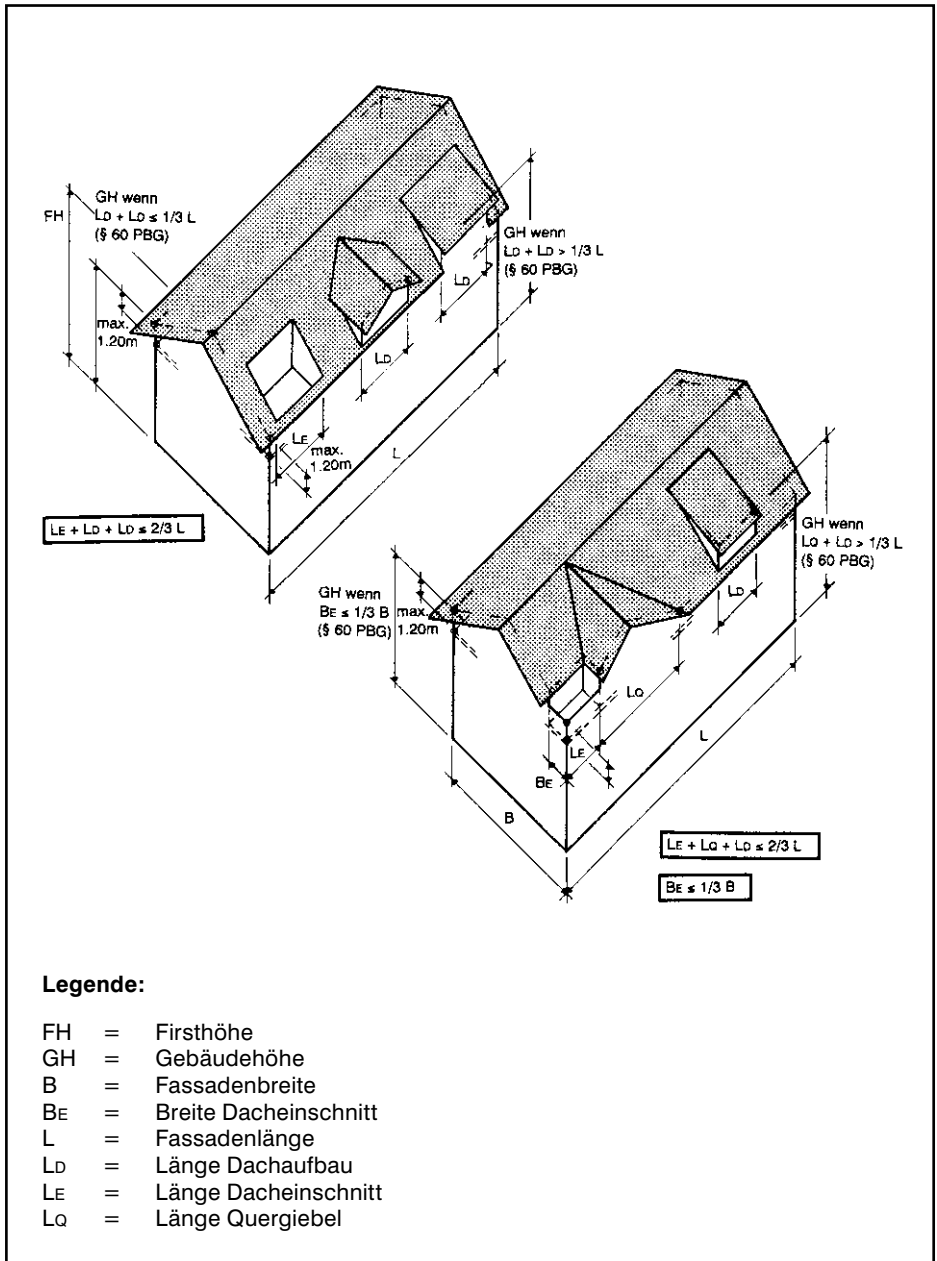 GH wenn
LD + LD ≤ 1/3 L
(§ 60 PBG)
FH
max.
1.20m
GH wenn
LD + LD > 1/3 L
(§ 60 PBG)
LD
LD
LE
max.
1.20m
L
LE + LD + LD ≤ 2/3 L
GH wenn
LQ + LD > 1/3 L
(§ 60 PBG)
GH wenn
BE ≤ 1/3 B
(§ 60 PBG)
max.
1.20m
LD
LQ
L
LE
BE
B
LE + LQ + LD ≤ 2/3 L
BE ≤ 1/3 B
Legende:
FH = Firsthöhe
GH = Gebäudehöhe
B = Fassadenbreite
BE = Breite Dacheinschnitt
L = Fassadenlänge
LD = Länge Dachaufbau
LE = Länge Dacheinschnitt
LQ = Länge Quergiebel